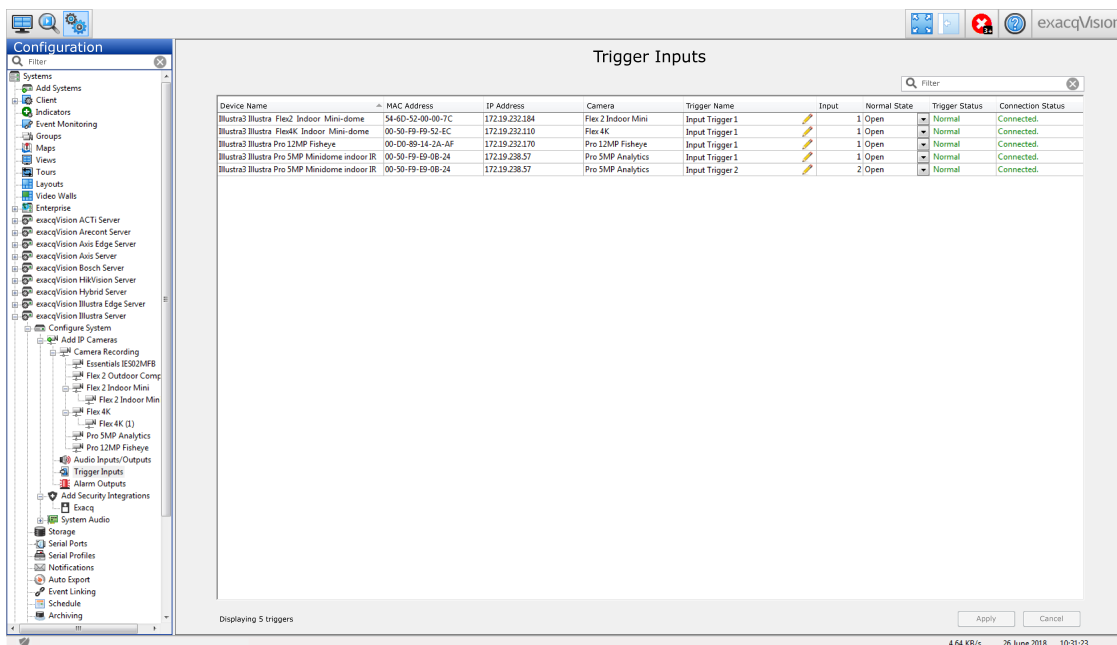 exacqVision
3+
Configuration
Filter
Systems
Add Systems
Client
Indicators
Event Monitoring
Groups
Maps
Views
Tours
Layouts
Video Walls
Enterprise
exacqVision ACTi Server
exacqVision Arecont Server
exacqVision Axis Edge Server
exacqVision Axis Server
exacqVision Bosch Server
exacqVision HikVision Server
exacqVision Hybrid Server
exacqVision Illustra Edge Server
exacqVision Illustra Server
Configure System
Add IP Cameras
Camera Recording
Essentials IES02MFB
Flex 2 Outdoor Comp
Flex 2 Indoor Mini
Flex 2 Indoor Min
Flex 4K
Flex 4K (1)
Pro 5MP Analytics
Pro 12MP Fisheye
Audio Inputs/Outputs
Trigger Inputs
Alarm Outputs
Add Security Integrations
Exacq
System Audio
Storage
Serial Ports
Serial Profiles
Notifications
Auto Export
Event Linking
Schedule
Archiving
Trigger Inputs
Filter
Device Name MAC Address IP Address Camera Trigger Name Input Normal State Trigger Status Connection Status
Illustra3 Illustra Flex2 Indoor Mini-dome 54-6D-52-00-00-7C 172.19.232.184 Flex 2 Indoor Mini Input Trigger 1 1 Open Normal Connected.
Illustra3 Illustra Flex4K Indoor Mini-dome 00-50-F9-F9-52-EC 172.19.232.110 Flex 4K Input Trigger 1 1 Open Normal Connected.
Illustra3 Illustra Pro 12MP Fisheye 00-D0-89-14-2A-AF 172.19.232.170 Pro 12MP Fisheye Input Trigger 1 1 Open Normal Connected.
Illustra3 Illustra Pro 5MP Minidome indoor IR 00-50-F9-E9-0B-24 172.19.238.57 Pro 5MP Analytics Input Trigger 1 1 Open Normal Connected.
Illustra3 Illustra Pro 5MP Minidome indoor IR 00-50-F9-E9-0B-24 172.19.238.57 Pro 5MP Analytics Input Trigger 2 2 Open Normal Connected.
Displaying 5 triggers
Apply Cancel
4.64 KB/s 26 June 2018 10:31:23